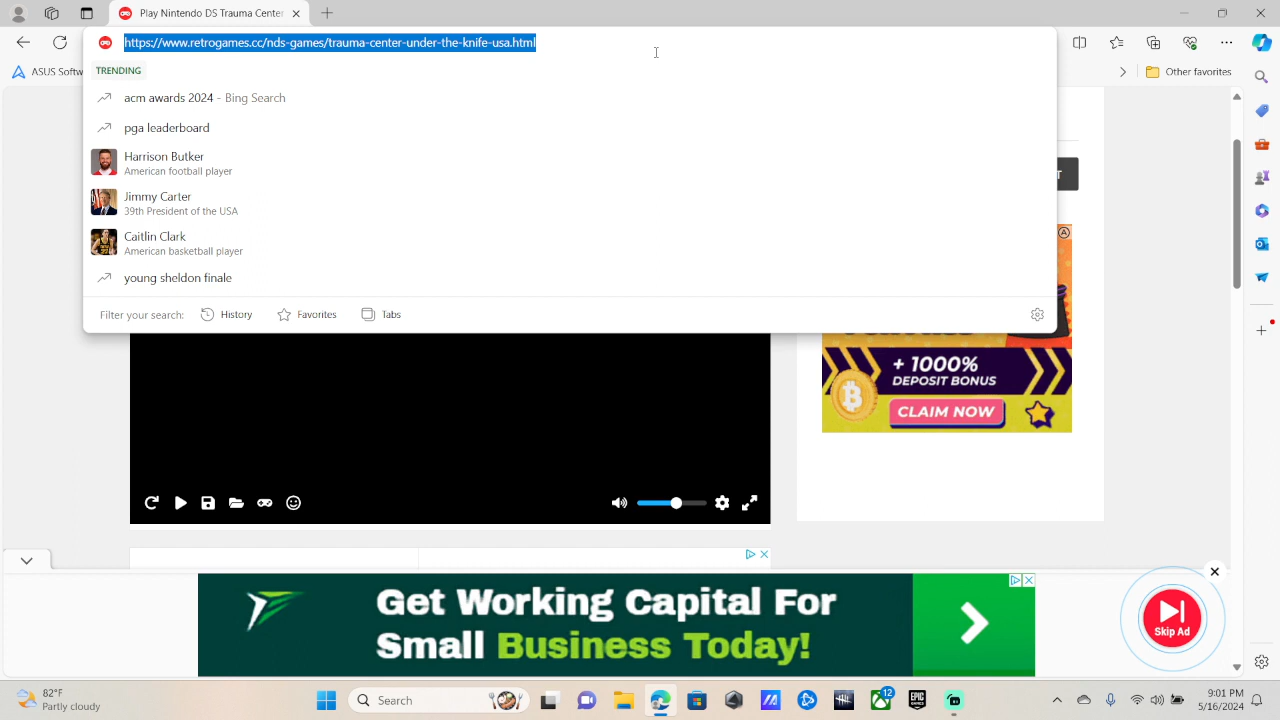 Play Nintendo DS Trauma Center
https://www.retrogames.cc/nds-games/trauma-center-under-the-knife-usa.html
ASUS Softw
Other favorites
TRENDING
acm awards 2024 - Bing Search
pga leaderboard
Harrison Butker
American football player
Jimmy Carter
39th President of the USA
Caitlin Clark
American basketball player
young sheldon finale
Filter your search:
History
Favorites
Tabs
+ 1000%
DEPOSIT BONUS
CLAIM NOW
Get Working Capital For
Small Business Today!
Skip Ad
82°F
Partly cloudy
Search
12
EPIC
GAMES
9:01 PM
5/16/2024